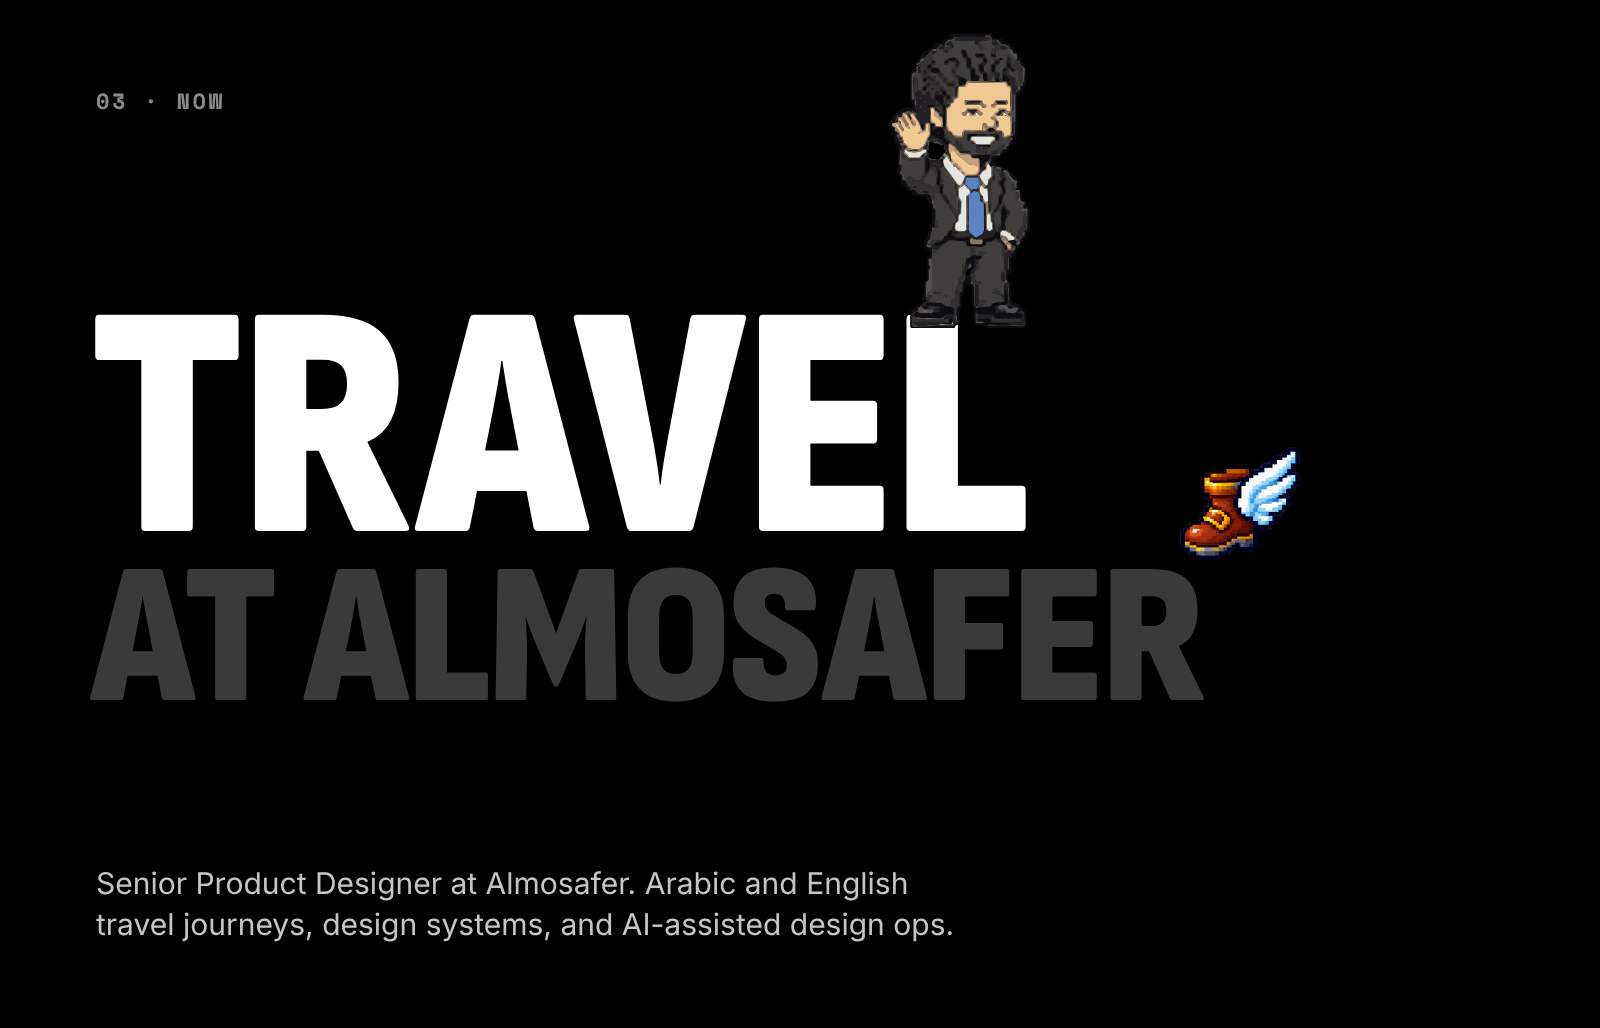 03 · NOW
TRAVEL
AT ALMOSAFER
Senior Product Designer at Almosafer. Arabic and English
travel journeys, design systems, and AI-assisted design ops.